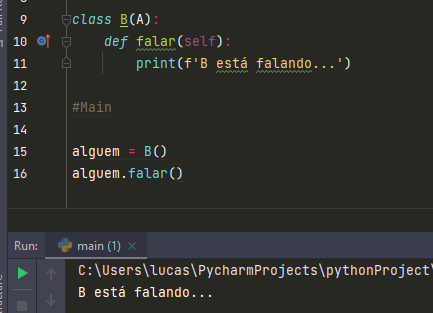 9 class B(A):
10 def falar(self):
11 print(f'B está falando...')
12
13 #Main
14
15 alguem = B()
16 alguem.falar()
Run: main (1)
C:\Users\lucas\PycharmProjects\pythonProject\
B está falando...